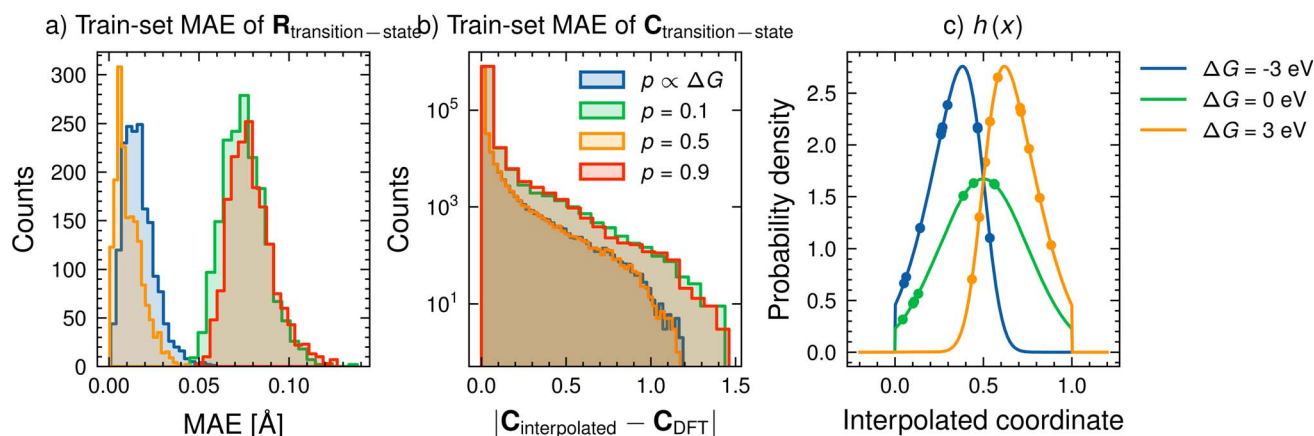 a) Train-set MAE of R_transition−state
b) Train-set MAE of C_transition−state
c) h(x)
Counts
300
250
200
150
100
50
0
0.00
0.05
0.10
MAE [Å]
Counts
10^5
10^3
10^1
p ∝ ΔG
p = 0.1
p = 0.5
p = 0.9
0.0
0.5
1.0
1.5
|C_interpolated − C_DFT|
Probability density
2.5
2.0
1.5
1.0
0.5
0.0
0.0
0.5
1.0
Interpolated coordinate
ΔG = -3 eV
ΔG = 0 eV
ΔG = 3 eV